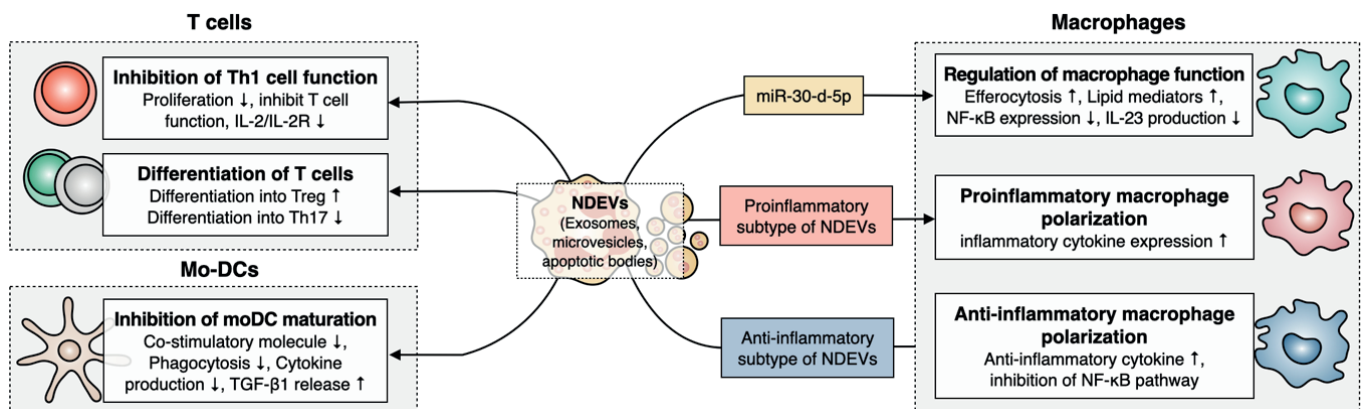 T cells
Inhibition of Th1 cell function
Proliferation ↓, inhibit T cell
function, IL-2/IL-2R ↓
Differentiation of T cells
Differentiation into Treg ↑
Differentiation into Th17 ↓
Mo-DCs
Inhibition of moDC maturation
Co-stimulatory molecule ↓,
Phagocytosis ↓, Cytokine
production ↓, TGF-β1 release ↑
NDEVs
(Exosomes,
microvesicles,
apoptotic bodies)
miR-30-d-5p
Proinflammatory
subtype of NDEVs
Anti-inflammatory
subtype of NDEVs
Macrophages
Regulation of macrophage function
Efferocytosis ↑, Lipid mediators ↑,
NF-κB expression ↓, IL-23 production ↓
Proinflammatory macrophage
polarization
inflammatory cytokine expression ↑
Anti-inflammatory macrophage
polarization
Anti-inflammatory cytokine ↑,
inhibition of NF-κB pathway